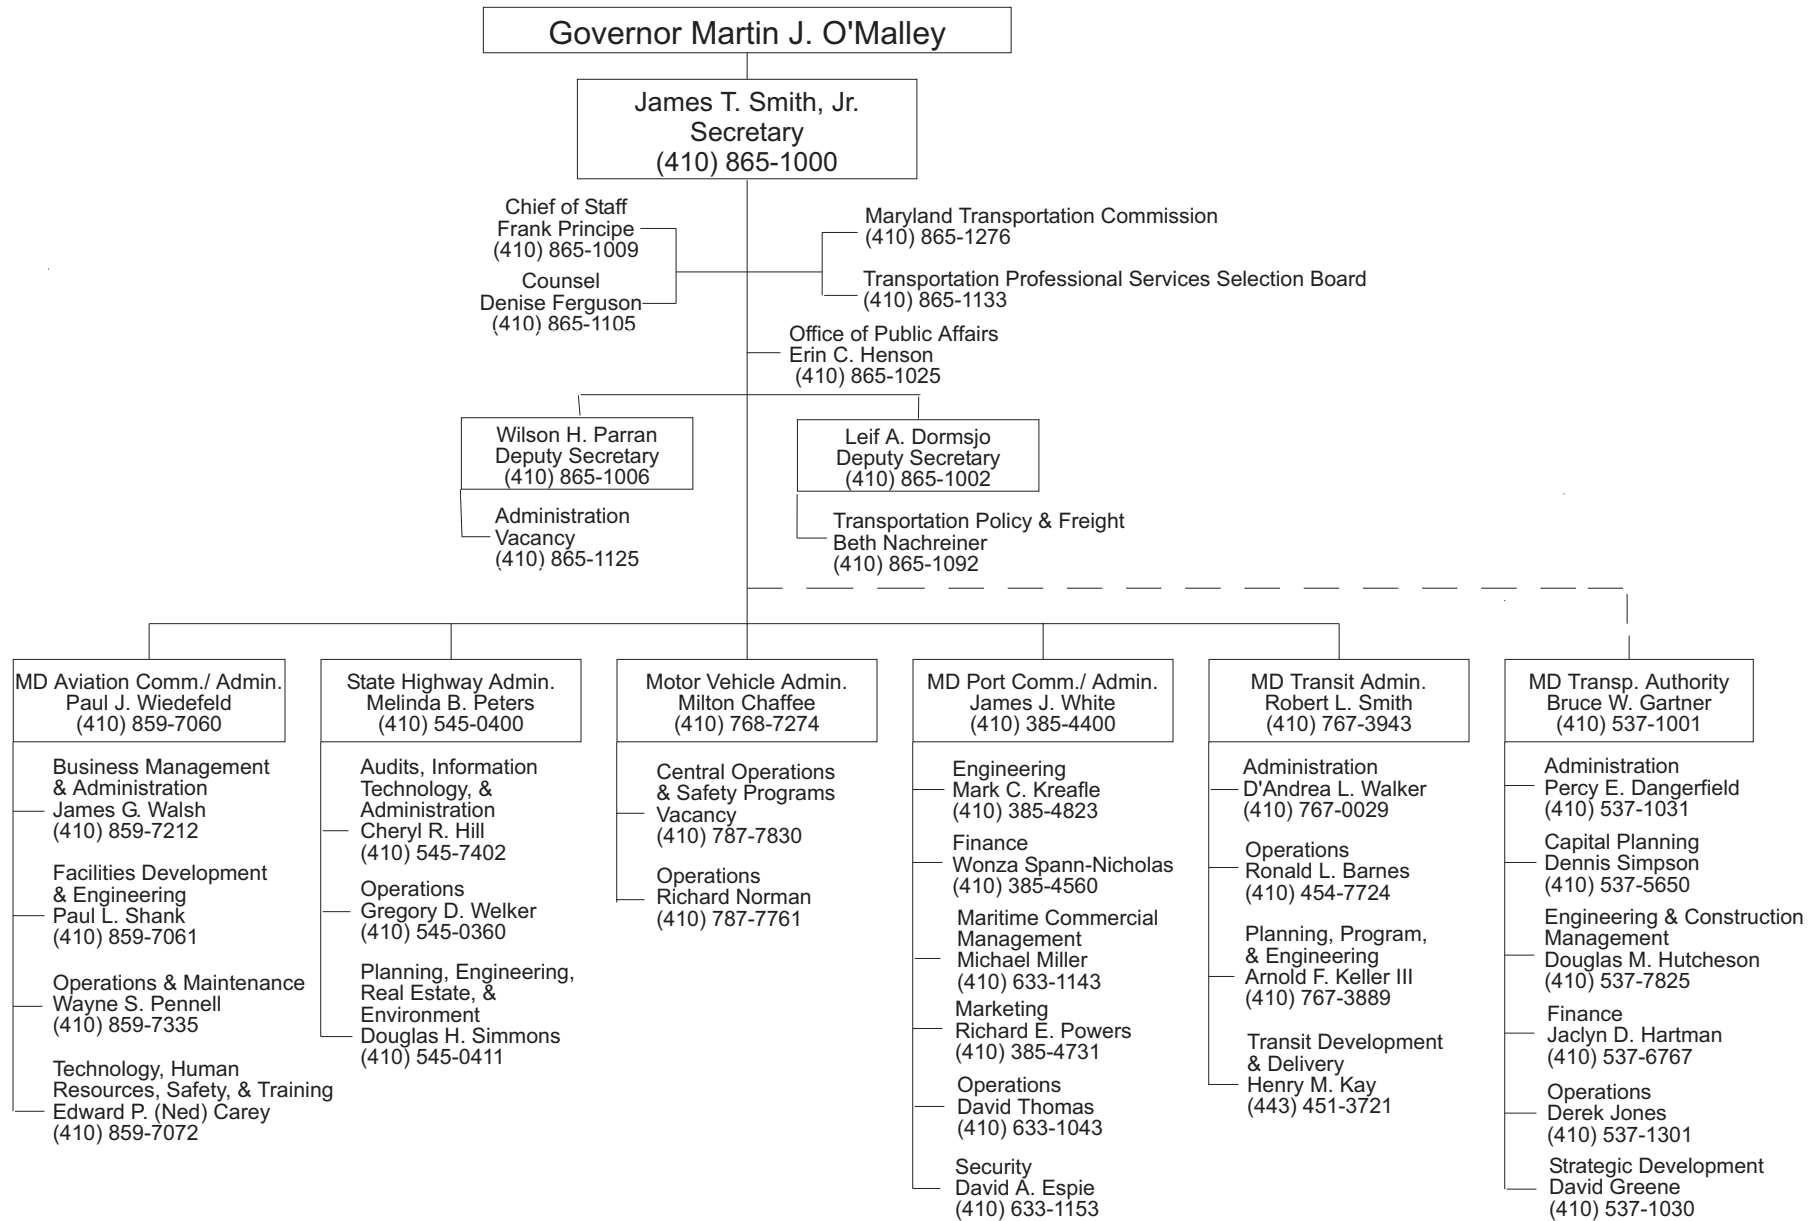 Governor Martin J. O'Malley
James T. Smith, Jr.
Secretary
(410) 865-1000
Chief of Staff
Frank Principe
(410) 865-1009
Counsel
Denise Ferguson
(410) 865-1105
Maryland Transportation Commission
(410) 865-1276
Transportation Professional Services Selection Board
(410) 865-1133
Office of Public Affairs
Erin C. Henson
(410) 865-1025
Wilson H. Parran
Deputy Secretary
(410) 865-1006
Administration
Vacancy
(410) 865-1125
Leif A. Dormsjo
Deputy Secretary
(410) 865-1002
Transportation Policy & Freight
Beth Nachreiner
(410) 865-1092
MD Aviation Comm./ Admin.
Paul J. Wiedefeld
(410) 859-7060
Business Management
& Administration
James G. Walsh
(410) 859-7212
Facilities Development
& Engineering
Paul L. Shank
(410) 859-7061
Operations & Maintenance
Wayne S. Pennell
(410) 859-7335
Technology, Human
Resources, Safety, & Training
Edward P. (Ned) Carey
(410) 859-7072
State Highway Admin.
Melinda B. Peters
(410) 545-0400
Audits, Information
Technology, &
Administration
Cheryl R. Hill
(410) 545-7402
Operations
Gregory D. Welker
(410) 545-0360
Planning, Engineering,
Real Estate, &
Environment
Douglas H. Simmons
(410) 545-0411
Motor Vehicle Admin.
Milton Chaffee
(410) 768-7274
Central Operations
& Safety Programs
Vacancy
(410) 787-7830
Operations
Richard Norman
(410) 787-7761
MD Port Comm./ Admin.
James J. White
(410) 385-4400
Engineering
Mark C. Kreafle
(410) 385-4823
Finance
Wonza Spann-Nicholas
(410) 385-4560
Maritime Commercial
Management
Michael Miller
(410) 633-1143
Marketing
Richard E. Powers
(410) 385-4731
Operations
David Thomas
(410) 633-1043
Security
David A. Espie
(410) 633-1153
MD Transit Admin.
Robert L. Smith
(410) 767-3943
Administration
D'Andrea L. Walker
(410) 767-0029
Operations
Ronald L. Barnes
(410) 454-7724
Planning, Program,
& Engineering
Arnold F. Keller III
(410) 767-3889
Transit Development
& Delivery
Henry M. Kay
(443) 451-3721
MD Transp. Authority
Bruce W. Gartner
(410) 537-1001
Administration
Percy E. Dangerfield
(410) 537-1031
Capital Planning
Dennis Simpson
(410) 537-5650
Engineering & Construction
Management
Douglas M. Hutcheson
(410) 537-7825
Finance
Jaclyn D. Hartman
(410) 537-6767
Operations
Derek Jones
(410) 537-1301
Strategic Development
David Greene
(410) 537-1030